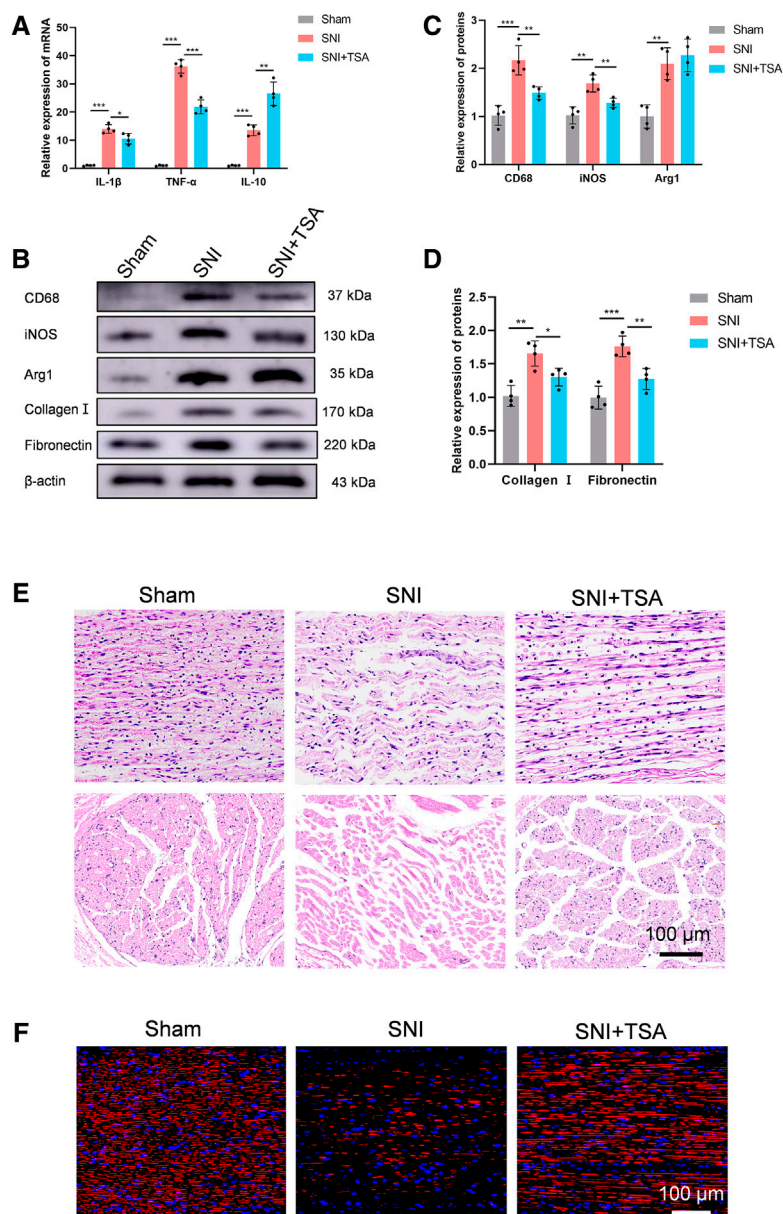 A
Relative expression of mRNA
50
40
30
20
10
0
*** * *** *** *** **
IL-1β TNF-α IL-10
Sham
SNI
SNI+TSA
C
Relative expression of proteins
3
2
1
0
*** ** ** ** **
CD68 iNOS Arg1
Sham
SNI
SNI+TSA
B
Sham SNI SNI+TSA
CD68 37 kDa
iNOS 130 kDa
Arg1 35 kDa
Collagen I 170 kDa
Fibronectin 220 kDa
β-actin 43 kDa
D
Relative expression of proteins
2.5
2.0
1.5
1.0
0.5
0.0
** * *** **
Collagen I Fibronectin
Sham
SNI
SNI+TSA
E
Sham SNI SNI+TSA
100 μm
F
Sham SNI SNI+TSA
100 μm